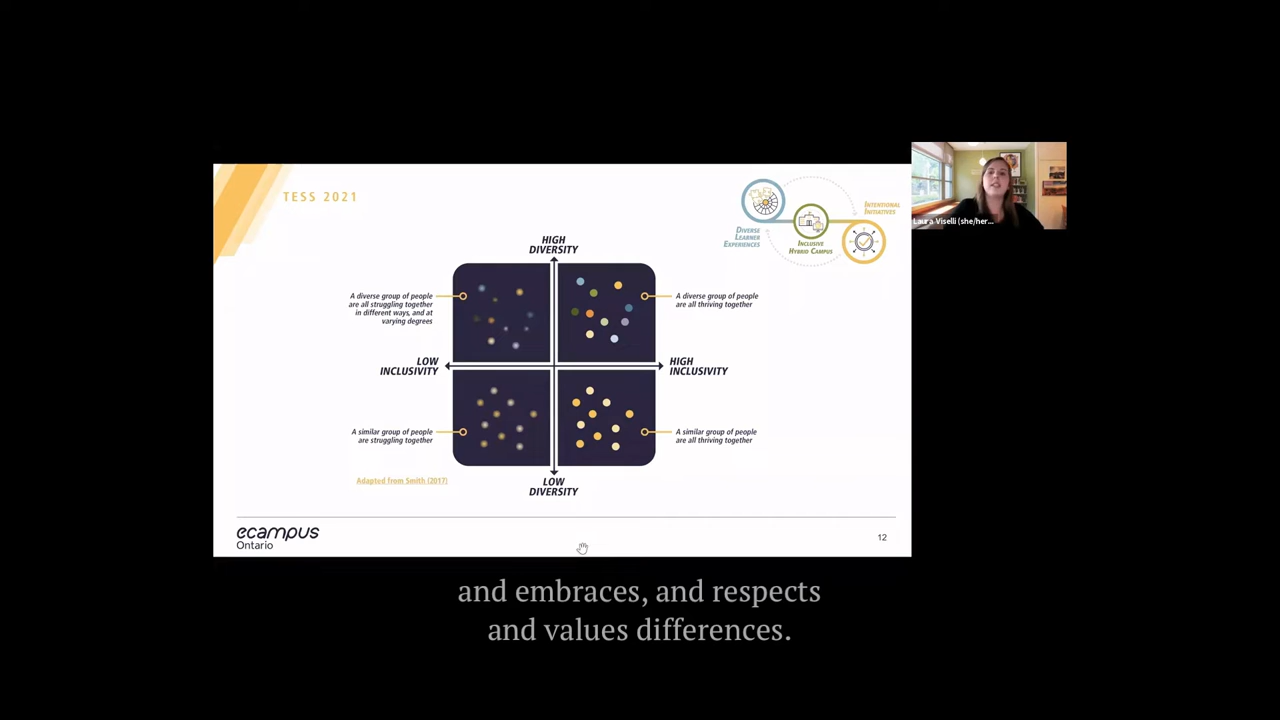 TESS 2021
DIVERSE
LEARNER
EXPERIENCES
INCLUSIVE
HYBRID CAMPUS
INTENTIONAL
INITIATIVES
Laura Viselli (she/her...
HIGH
DIVERSITY
A diverse group of people
are all struggling together
in different ways, and at
varying degrees
A diverse group of people
are all thriving together
LOW
INCLUSIVITY
HIGH
INCLUSIVITY
A similar group of people
are struggling together
A similar group of people
are all thriving together
Adapted from Smith (2017)
LOW
DIVERSITY
ecampus
Ontario
12
and embraces, and respects
and values differences.